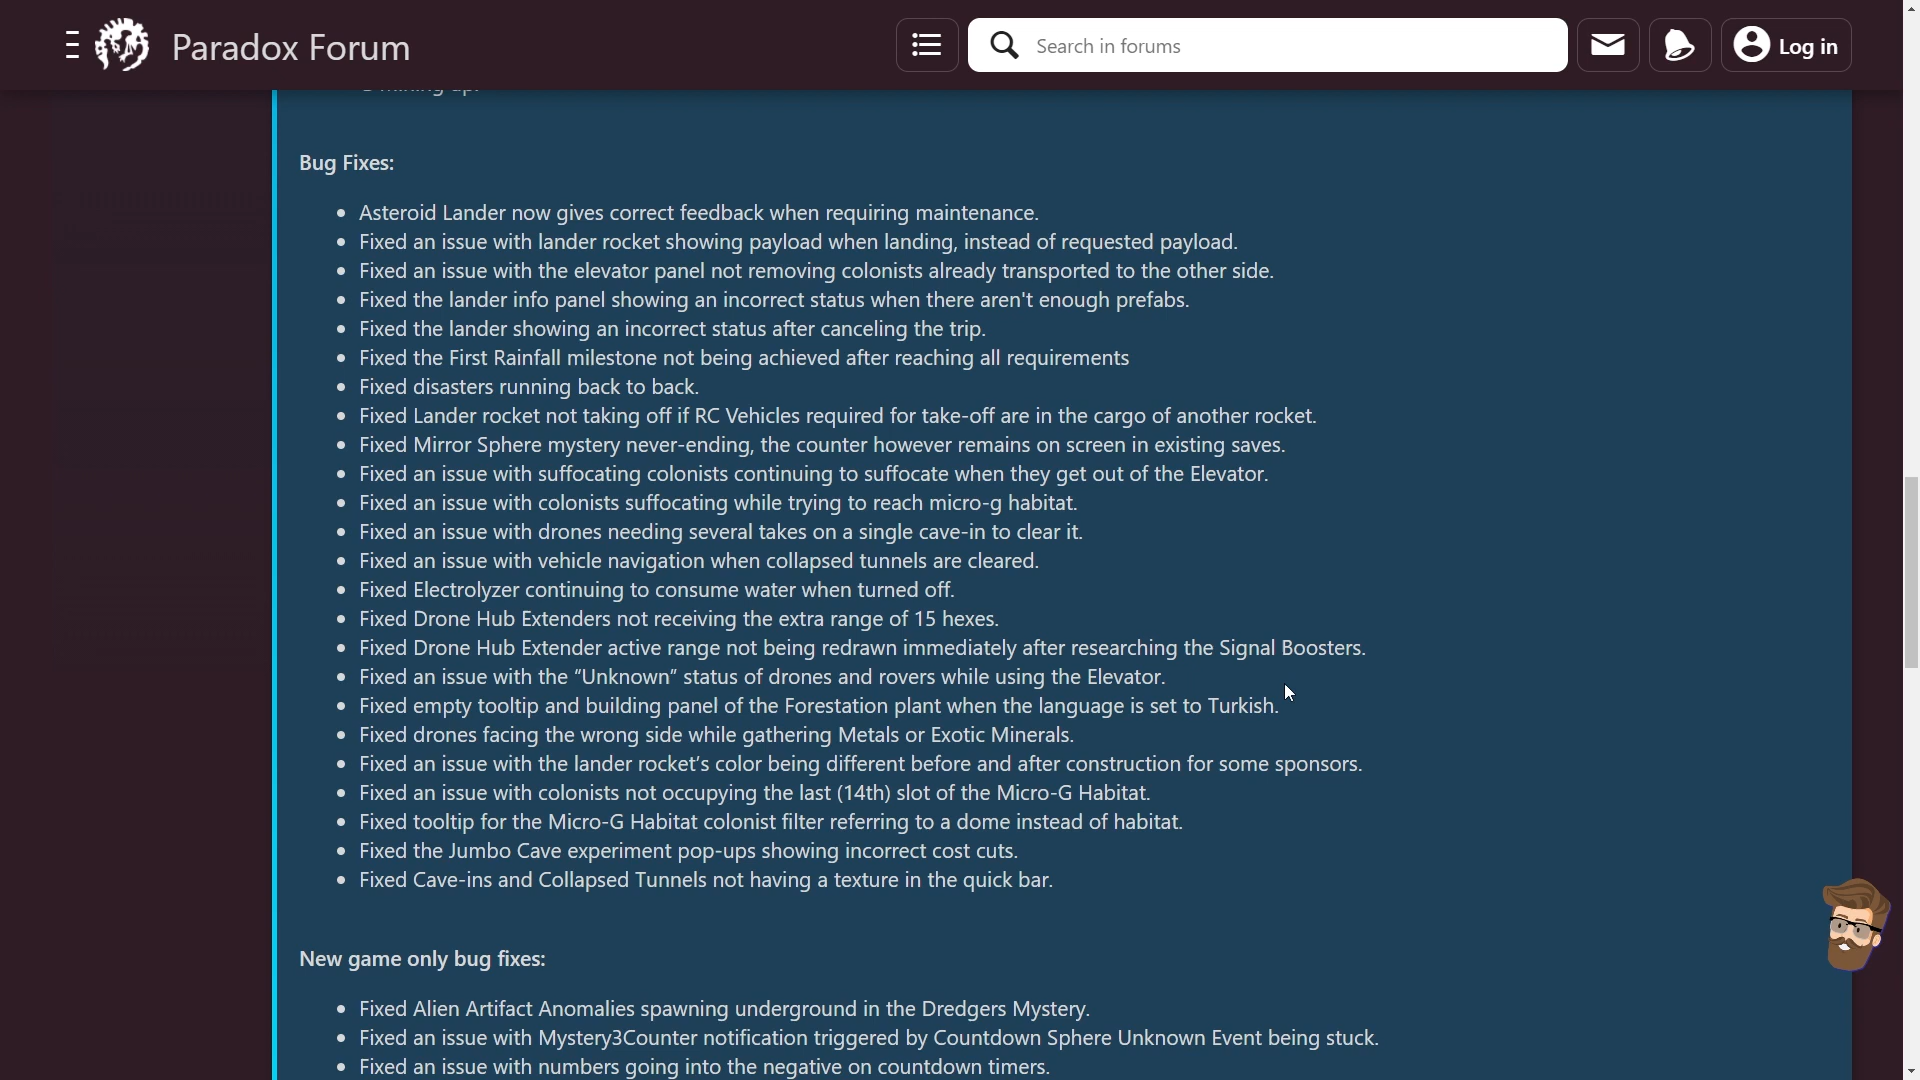 Paradox Forum
Search in forums
Log in
Bug Fixes:
• Asteroid Lander now gives correct feedback when requiring maintenance.
• Fixed an issue with lander rocket showing payload when landing, instead of requested payload.
• Fixed an issue with the elevator panel not removing colonists already transported to the other side.
• Fixed the lander info panel showing an incorrect status when there aren't enough prefabs.
• Fixed the lander showing an incorrect status after canceling the trip.
• Fixed the First Rainfall milestone not being achieved after reaching all requirements
• Fixed disasters running back to back.
• Fixed Lander rocket not taking off if RC Vehicles required for take-off are in the cargo of another rocket.
• Fixed Mirror Sphere mystery never-ending, the counter however remains on screen in existing saves.
• Fixed an issue with suffocating colonists continuing to suffocate when they get out of the Elevator.
• Fixed an issue with colonists suffocating while trying to reach micro-g habitat.
• Fixed an issue with drones needing several takes on a single cave-in to clear it.
• Fixed an issue with vehicle navigation when collapsed tunnels are cleared.
• Fixed Electrolyzer continuing to consume water when turned off.
• Fixed Drone Hub Extenders not receiving the extra range of 15 hexes.
• Fixed Drone Hub Extender active range not being redrawn immediately after researching the Signal Boosters.
• Fixed an issue with the “Unknown” status of drones and rovers while using the Elevator.
• Fixed empty tooltip and building panel of the Forestation plant when the language is set to Turkish.
• Fixed drones facing the wrong side while gathering Metals or Exotic Minerals.
• Fixed an issue with the lander rocket’s color being different before and after construction for some sponsors.
• Fixed an issue with colonists not occupying the last (14th) slot of the Micro-G Habitat.
• Fixed tooltip for the Micro-G Habitat colonist filter referring to a dome instead of habitat.
• Fixed the Jumbo Cave experiment pop-ups showing incorrect cost cuts.
• Fixed Cave-ins and Collapsed Tunnels not having a texture in the quick bar.
New game only bug fixes:
• Fixed Alien Artifact Anomalies spawning underground in the Dredgers Mystery.
• Fixed an issue with Mystery3Counter notification triggered by Countdown Sphere Unknown Event being stuck.
• Fixed an issue with numbers going into the negative on countdown timers.